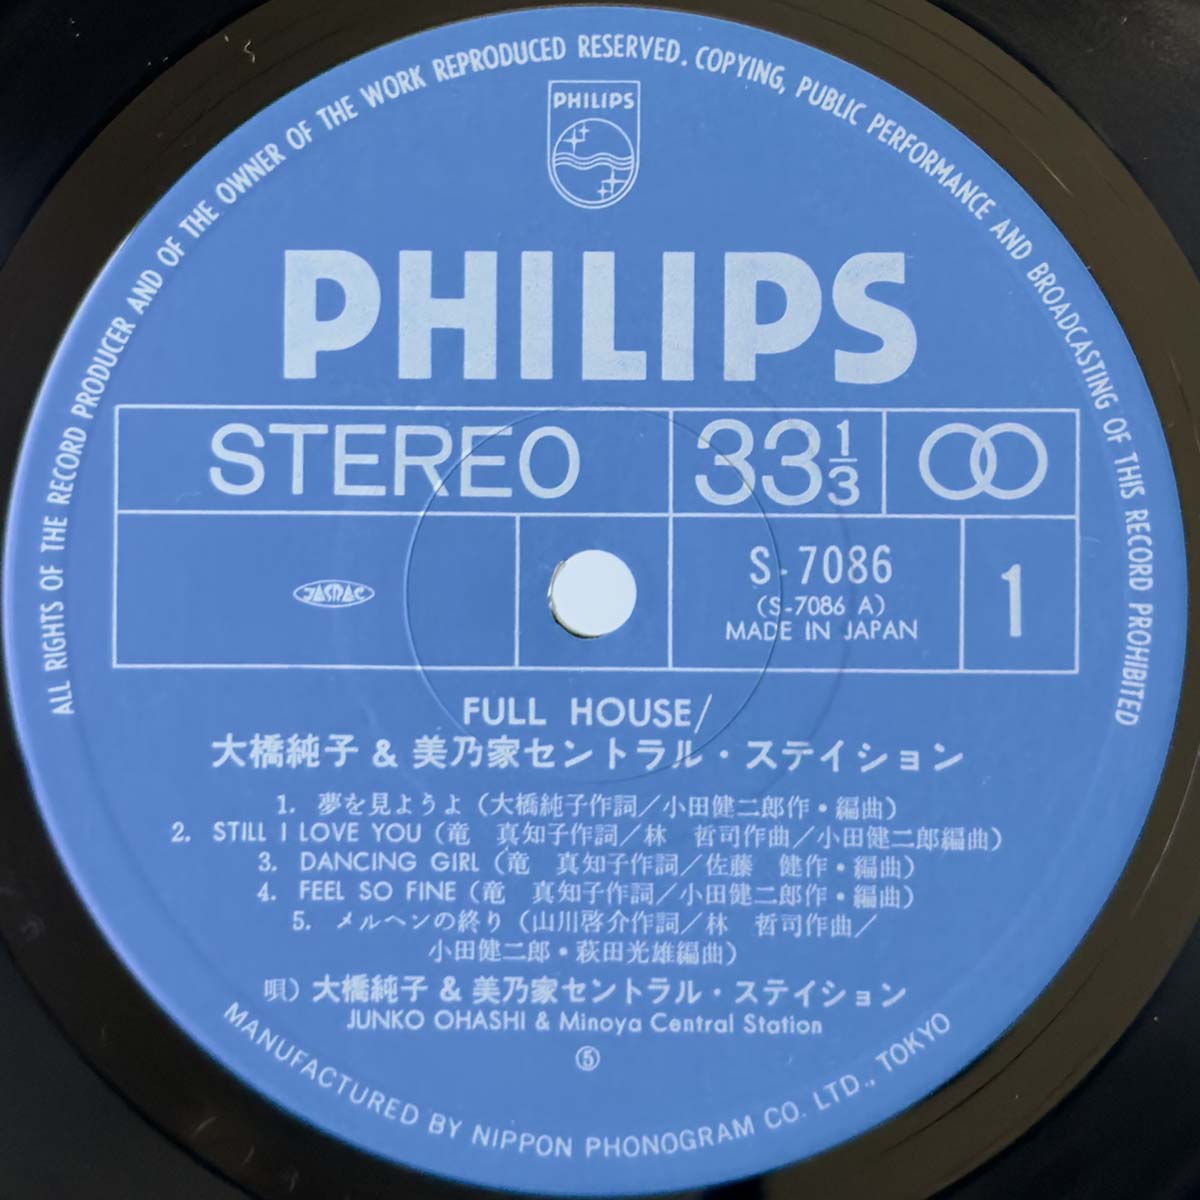 ALL RIGHTS OF THE RECORD PRODUCER AND OF THE OWNER OF THE WORK REPRODUCED RESERVED. COPYING, PUBLIC PERFORMANCE AND BROADCASTING OF THIS RECORD PROHIBITED
PHILIPS
PHILIPS
STEREO
33 1/3
JASRAC
S-7086
(S-7086 A)
MADE IN JAPAN
1
FULL HOUSE/
大橋純子 & 美乃家セントラル・ステイション
1. 夢を見ようよ（大橋純子作詞/小田健二郎作・編曲）
2. STILL I LOVE YOU（竜 真知子作詞/林 哲司作曲/小田健二郎編曲）
3. DANCING GIRL（竜 真知子作詞/佐藤 健作・編曲）
4. FEEL SO FINE（竜 真知子作詞/小田健二郎作・編曲）
5. メルヘンの終り（山川啓介作詞/林 哲司作曲/
小田健二郎・萩田光雄編曲）
唄）大橋純子 & 美乃家セントラル・ステイション
JUNKO OHASHI & Minoya Central Station
⑤
MANUFACTURED BY NIPPON PHONOGRAM CO. LTD., TOKYO